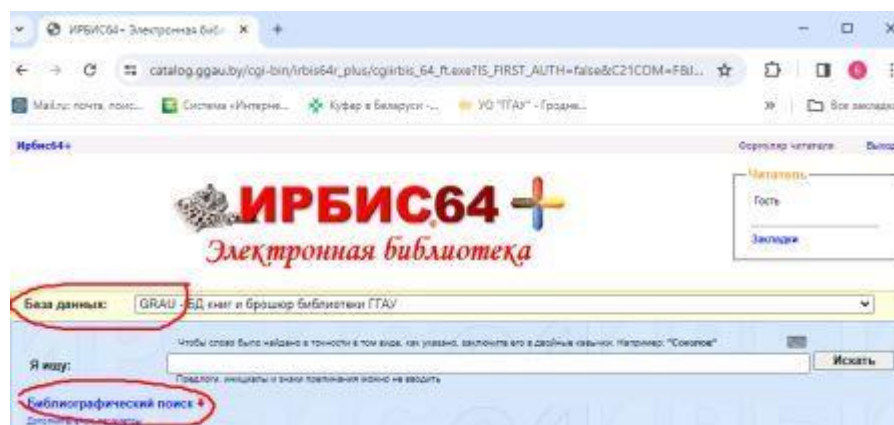 ИРБИС64+ - Электронная биб
catalog.ggau.by/cgi-bin/irbis64r_plus/cgiirbis_64_ft.exe?IS_FIRST_AUTH=false&C21COM=F&I...
Mail.ru: почта, поис... Система «Интерне... Куфар в Беларуси -... УО "ГГАУ" - Гродне... Все закладки
Ирбис64+ Формуляр читателя Выход
Читатель
ИРБИС64+
Гость
Электронная библиотека
Закладки
База данных: GRAU - БД книг и брошюр библиотеки ГГАУ
Чтобы слово было найдено в точности в том виде, как указано, заключите его в двойные кавычки. Например: "Соколов"
Я ищу: Искать
Предлоги, инициалы и знаки препинания можно не вводить
Библиографический поиск